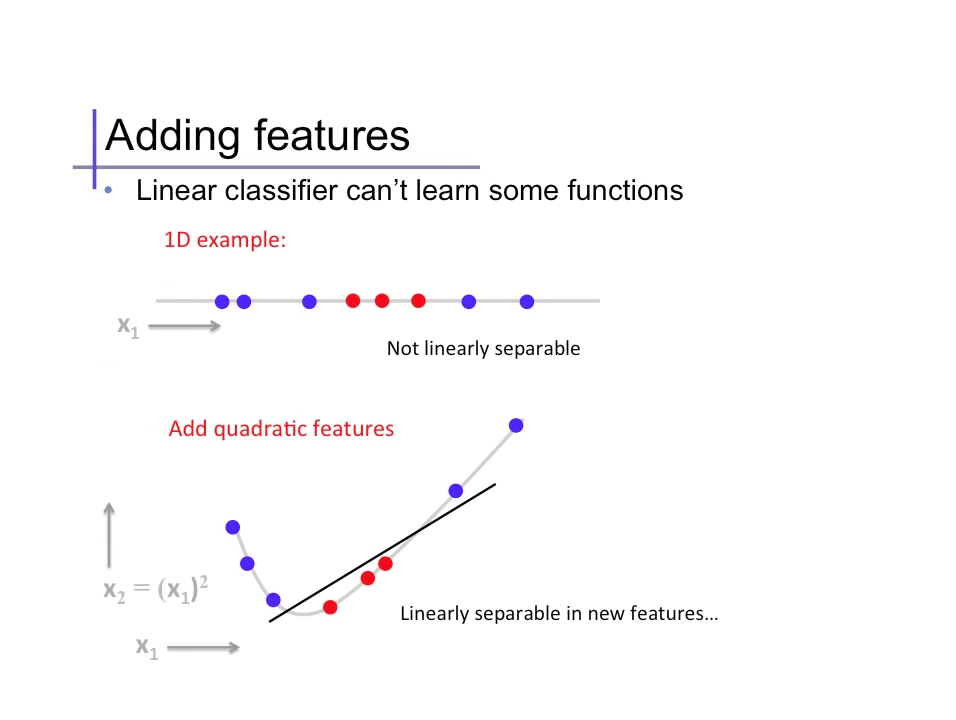 Adding features
• Linear classifier can’t learn some functions
1D example:
x₁
Not linearly separable
Add quadratic features
x₂ = (x₁)²
Linearly separable in new features…
x₁